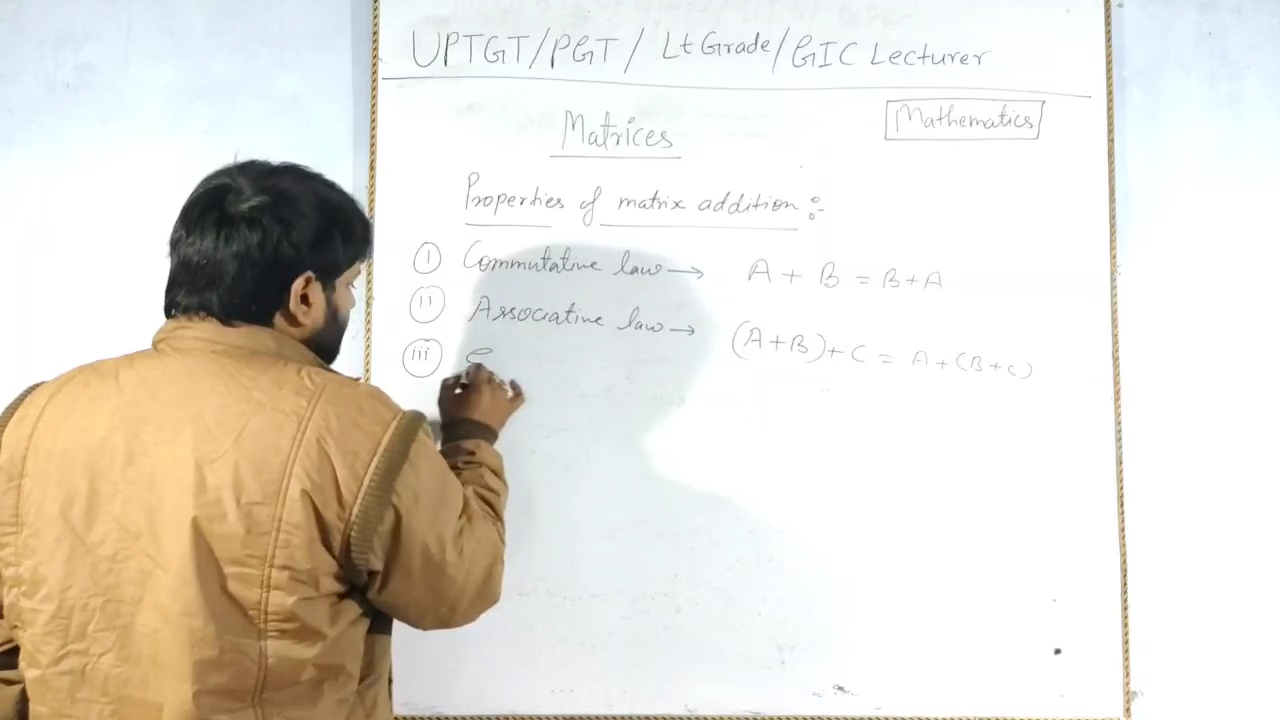 UPTGT/PGT/ Lt Grade/GIC Lecturer
Mathematics
Matrices
Properties of matrix addition :-
(i) Commutative law → A + B = B + A
(ii) Associative law → (A + B) + C = A + (B + C)
(iii)